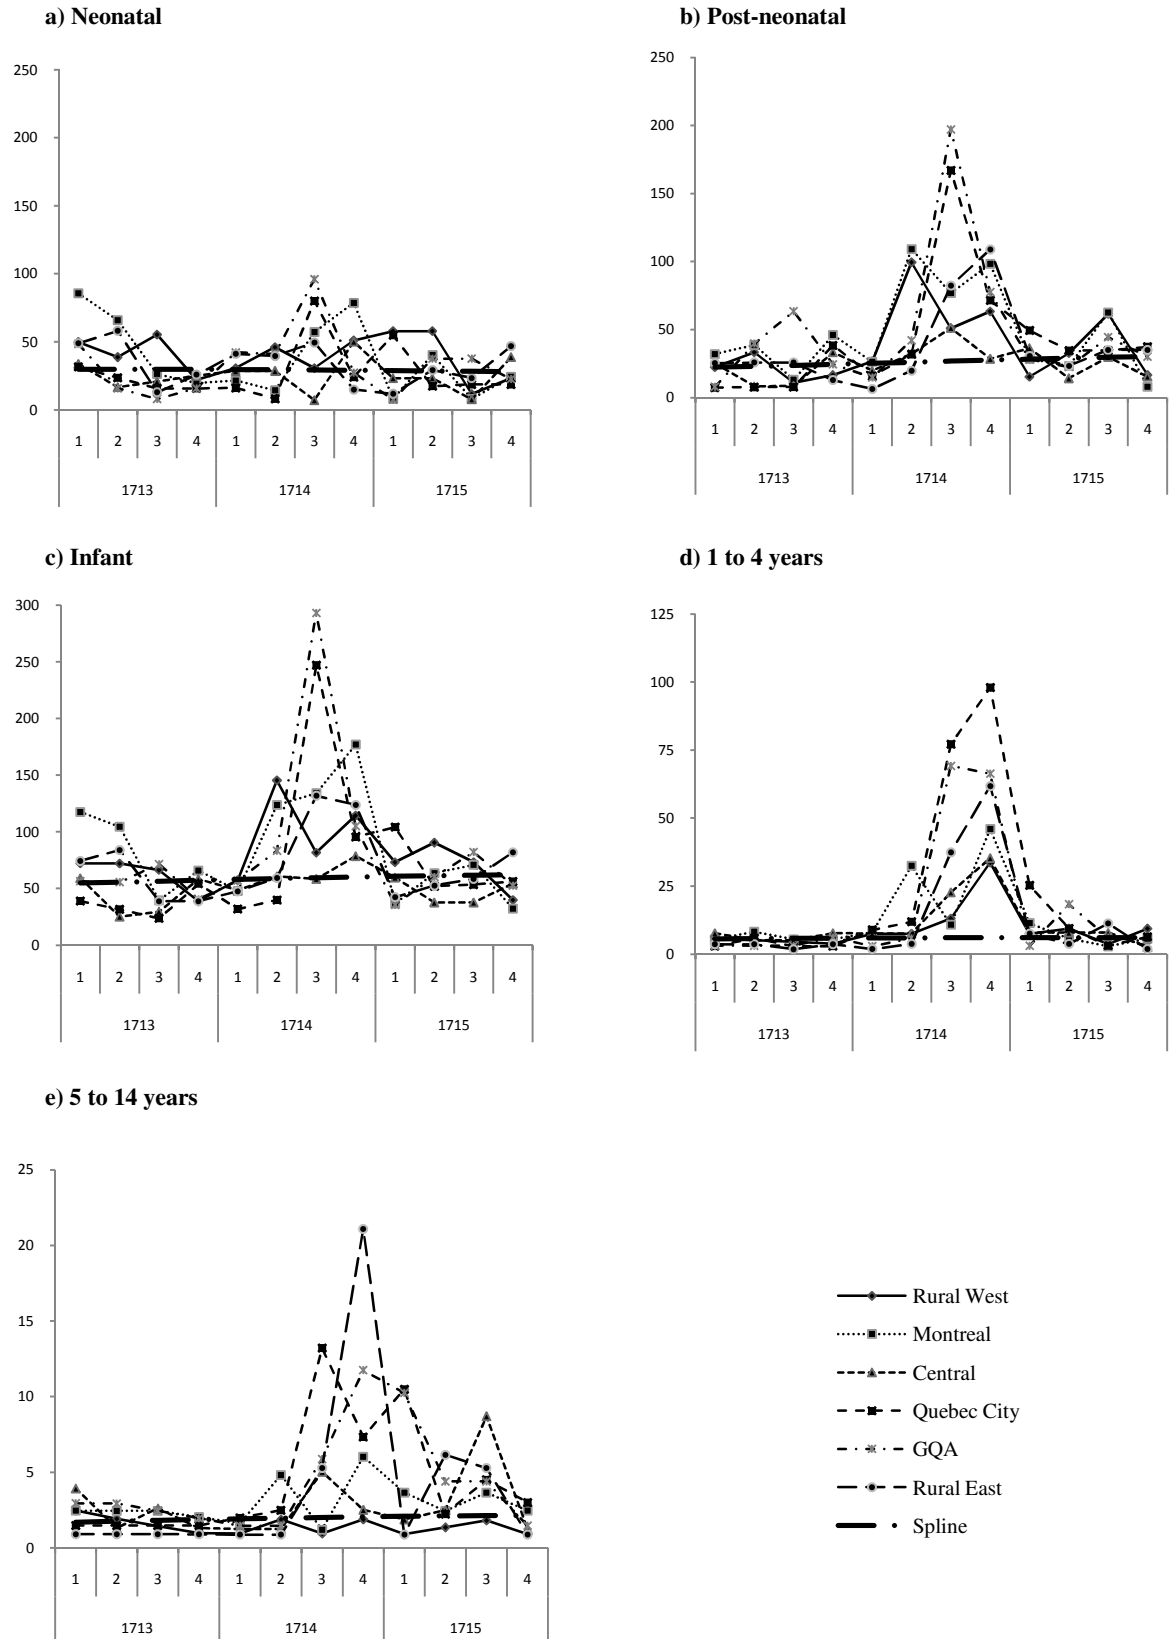 a) Neonatal
250
200
150
100
50
0
1 2 3 4 1 2 3 4 1 2 3 4
1713 1714 1715
b) Post-neonatal
250
200
150
100
50
0
1 2 3 4 1 2 3 4 1 2 3 4
1713 1714 1715
c) Infant
300
250
200
150
100
50
0
1 2 3 4 1 2 3 4 1 2 3 4
1713 1714 1715
d) 1 to 4 years
125
100
75
50
25
0
1 2 3 4 1 2 3 4 1 2 3 4
1713 1714 1715
e) 5 to 14 years
25
20
15
10
5
0
1 2 3 4 1 2 3 4 1 2 3 4
1713 1714 1715
Rural West
Montreal
Central
Quebec City
GQA
Rural East
Spline